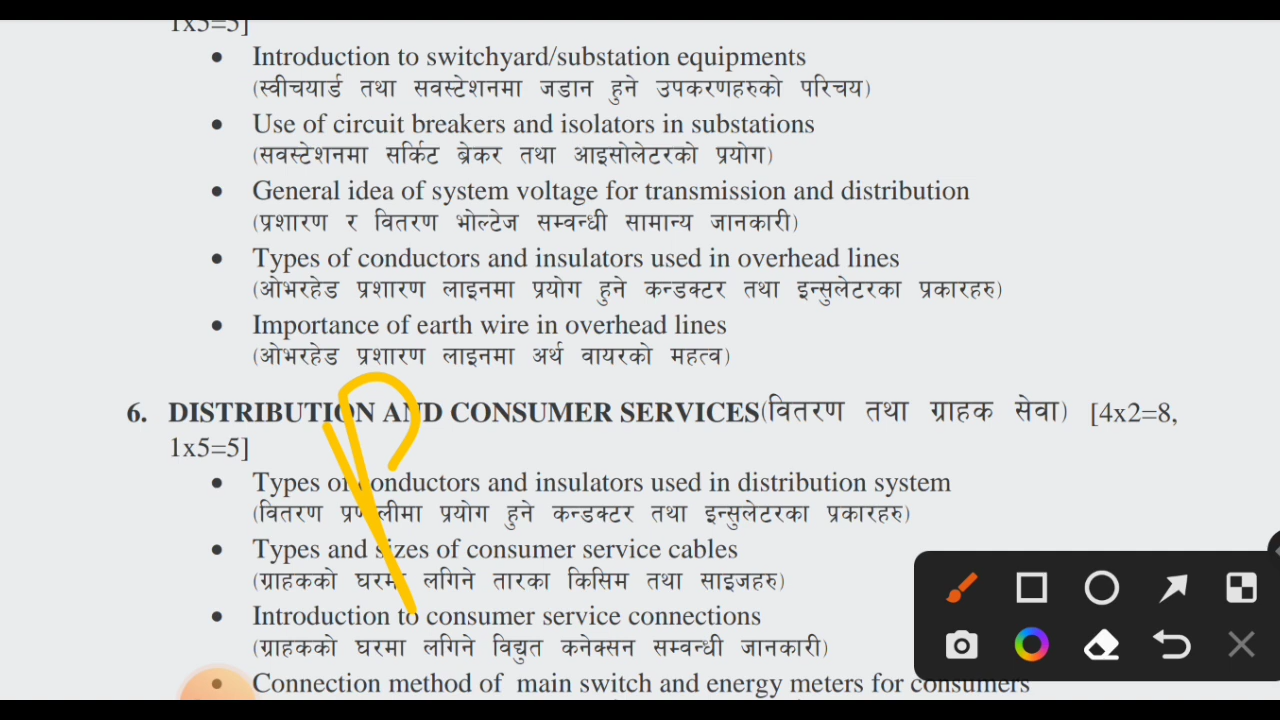 1x5=5]
• Introduction to switchyard/substation equipments
(स्वीचयार्ड तथा सवस्टेशनमा जडान हुने उपकरणहरुको परिचय)
• Use of circuit breakers and isolators in substations
(सवस्टेशनमा सर्किट ब्रेकर तथा आइसोलेटरको प्रयोग)
• General idea of system voltage for transmission and distribution
(प्रशारण र वितरण भोल्टेज सम्वन्धी सामान्य जानकारी)
• Types of conductors and insulators used in overhead lines
(ओभरहेड प्रशारण लाइनमा प्रयोग हुने कन्डक्टर तथा इन्सुलेटरका प्रकारहरु)
• Importance of earth wire in overhead lines
(ओभरहेड प्रशारण लाइनमा अर्थ वायरको महत्व)
6. DISTRIBUTION AND CONSUMER SERVICES(वितरण तथा ग्राहक सेवा) [4x2=8,
1x5=5]
• Types of conductors and insulators used in distribution system
(वितरण प्रणालीमा प्रयोग हुने कन्डक्टर तथा इन्सुलेटरका प्रकारहरु)
• Types and sizes of consumer service cables
(ग्राहकको घरमा लगिने तारका किसिम तथा साइजहरु)
• Introduction to consumer service connections
(ग्राहकको घरमा लगिने विद्युत कनेक्सन सम्वन्धी जानकारी)
• Connection method of main switch and energy meters for consumers